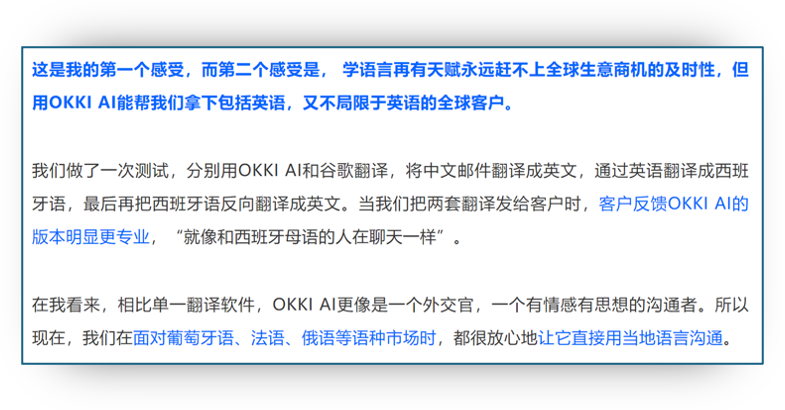 这是我的第一个感受，而第二个感受是， 学语言再有天赋永远赶不上全球生意商机的及时性，但
用OKKI AI能帮我们拿下包括英语，又不局限于英语的全球客户。
我们做了一次测试，分别用OKKI AI和谷歌翻译，将中文邮件翻译成英文，通过英语翻译成西班
牙语，最后再把西班牙语反向翻译成英文。当我们把两套翻译发给客户时，客户反馈OKKI AI的
版本明显更专业，“就像和西班牙母语的人在聊天一样”。
在我看来，相比单一翻译软件，OKKI AI更像是一个外交官，一个有情感有思想的沟通者。所以
现在，我们在面对葡萄牙语、法语、俄语等语种市场时，都很放心地让它直接用当地语言沟通。